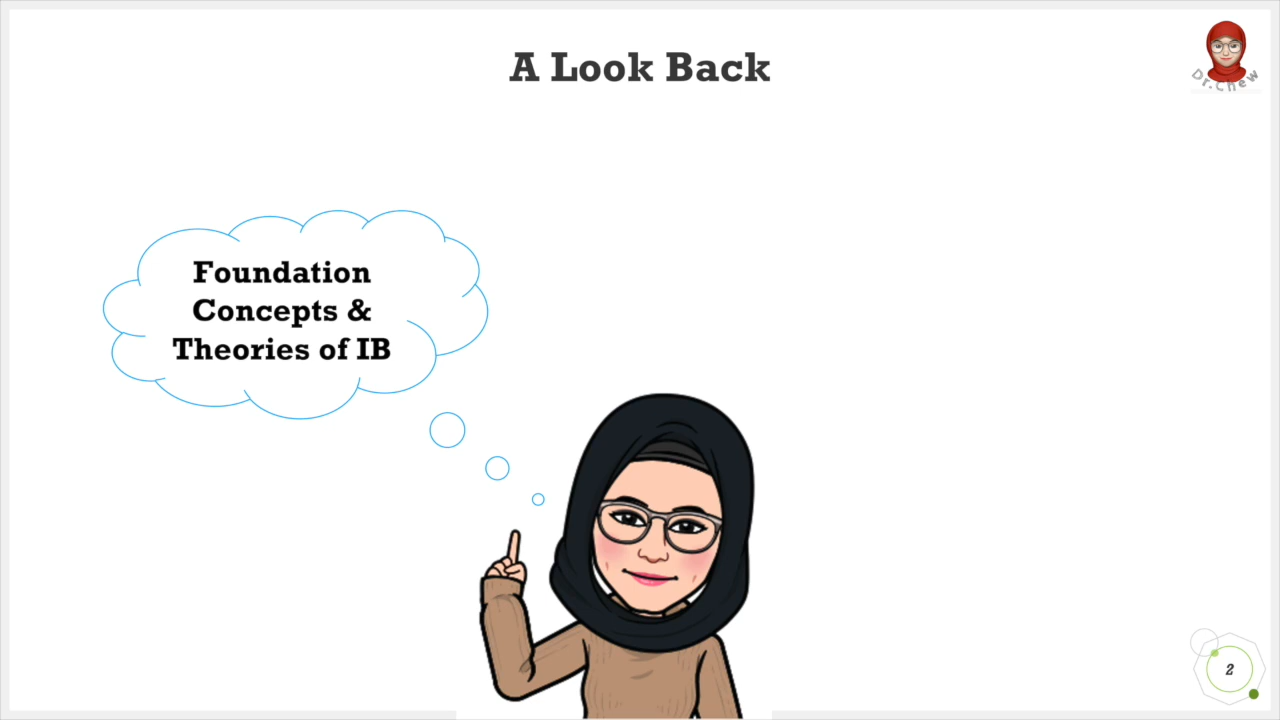 A Look Back
Dr.Chew
Foundation
Concepts &
Theories of IB
2